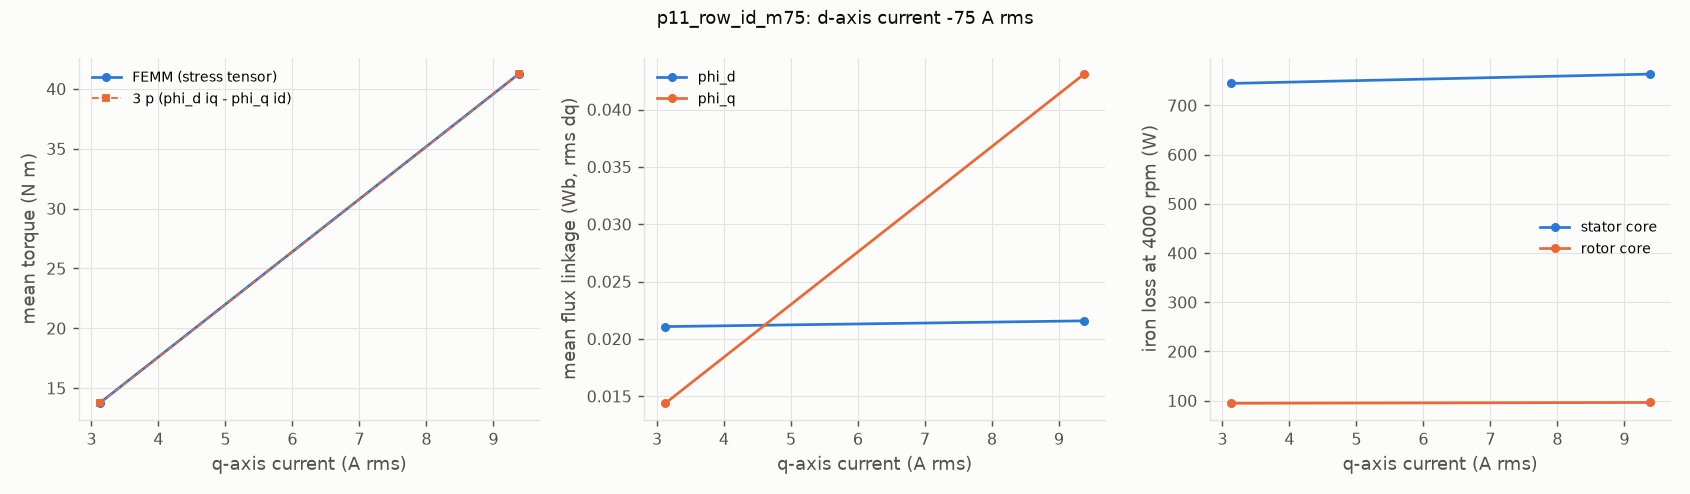 p11_row_id_m75: d-axis current -75 A rms
mean torque (N m)
40
35
30
25
20
15
FEMM (stress tensor)
3 p (phi_d iq - phi_q id)
3 4 5 6 7 8 9
q-axis current (A rms)
mean flux linkage (Wb, rms dq)
0.040
0.035
0.030
0.025
0.020
0.015
phi_d
phi_q
3 4 5 6 7 8 9
q-axis current (A rms)
iron loss at 4000 rpm (W)
700
600
500
400
300
200
100
stator core
rotor core
3 4 5 6 7 8 9
q-axis current (A rms)